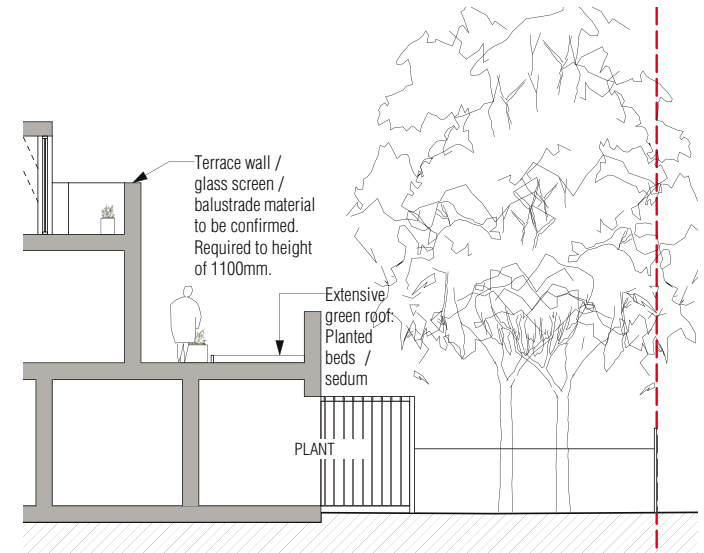 Terrace wall /
glass screen /
balustrade material
to be confirmed.
Required to height
of 1100mm.
Extensive
green roof:
Planted
beds /
sedum
PLANT